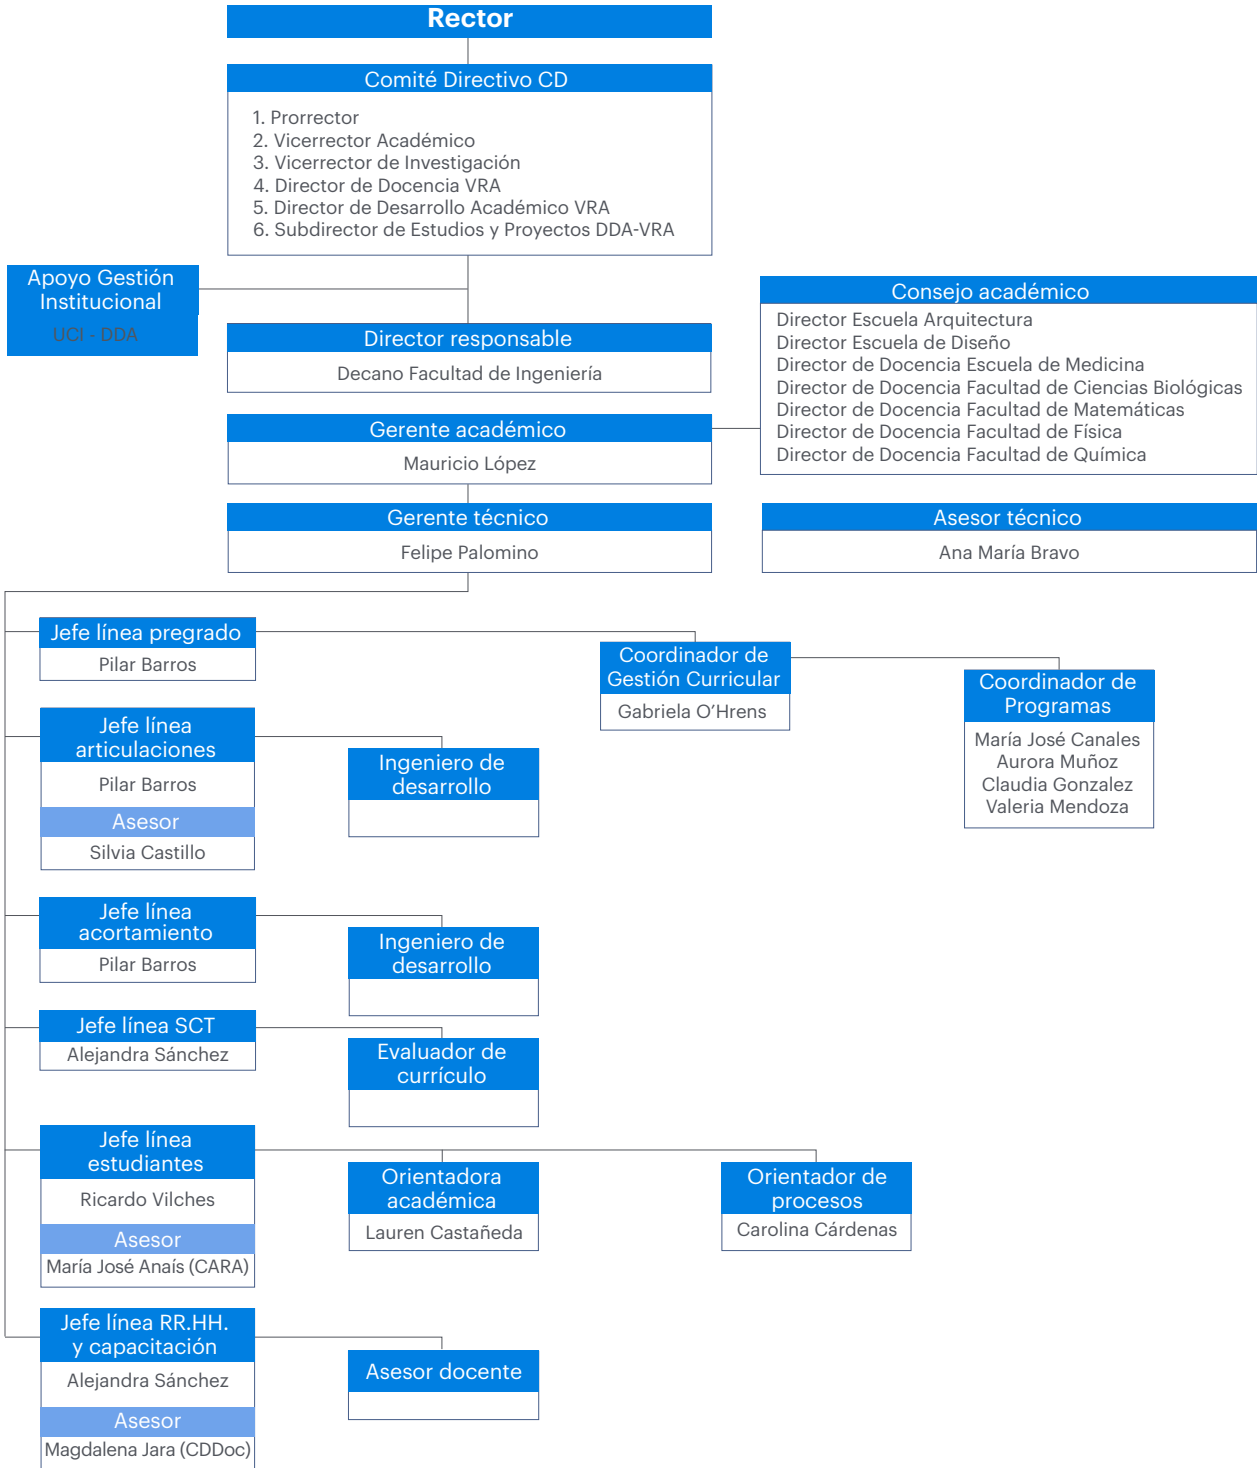 Rector
Comité Directivo CD
1. Prorrector
2. Vicerrector Académico
3. Vicerrector de Investigación
4. Director de Docencia VRA
5. Director de Desarrollo Académico VRA
6. Subdirector de Estudios y Proyectos DDA-VRA
Apoyo Gestión
Institucional
UCI - DDA
Consejo académico
Director Escuela Arquitectura
Director Escuela de Diseño
Director de Docencia Escuela de Medicina
Director de Docencia Facultad de Ciencias Biológicas
Director de Docencia Facultad de Matemáticas
Director de Docencia Facultad de Física
Director de Docencia Facultad de Química
Director responsable
Decano Facultad de Ingeniería
Gerente académico
Mauricio López
Gerente técnico
Felipe Palomino
Asesor técnico
Ana María Bravo
Jefe línea pregrado
Pilar Barros
Coordinador de
Gestión Curricular
Gabriela O’Hrens
Coordinador de
Programas
María José Canales
Aurora Muñoz
Claudia Gonzalez
Valeria Mendoza
Jefe línea
articulaciones
Pilar Barros
Asesor
Silvia Castillo
Ingeniero de
desarrollo
Jefe línea
acortamiento
Pilar Barros
Ingeniero de
desarrollo
Jefe línea SCT
Alejandra Sánchez
Evaluador de
currículo
Jefe línea
estudiantes
Ricardo Vilches
Asesor
María José Anaís (CARA)
Orientadora
académica
Lauren Castañeda
Orientador de
procesos
Carolina Cárdenas
Jefe línea RR.HH.
y capacitación
Alejandra Sánchez
Asesor
Magdalena Jara (CDDoc)
Asesor docente